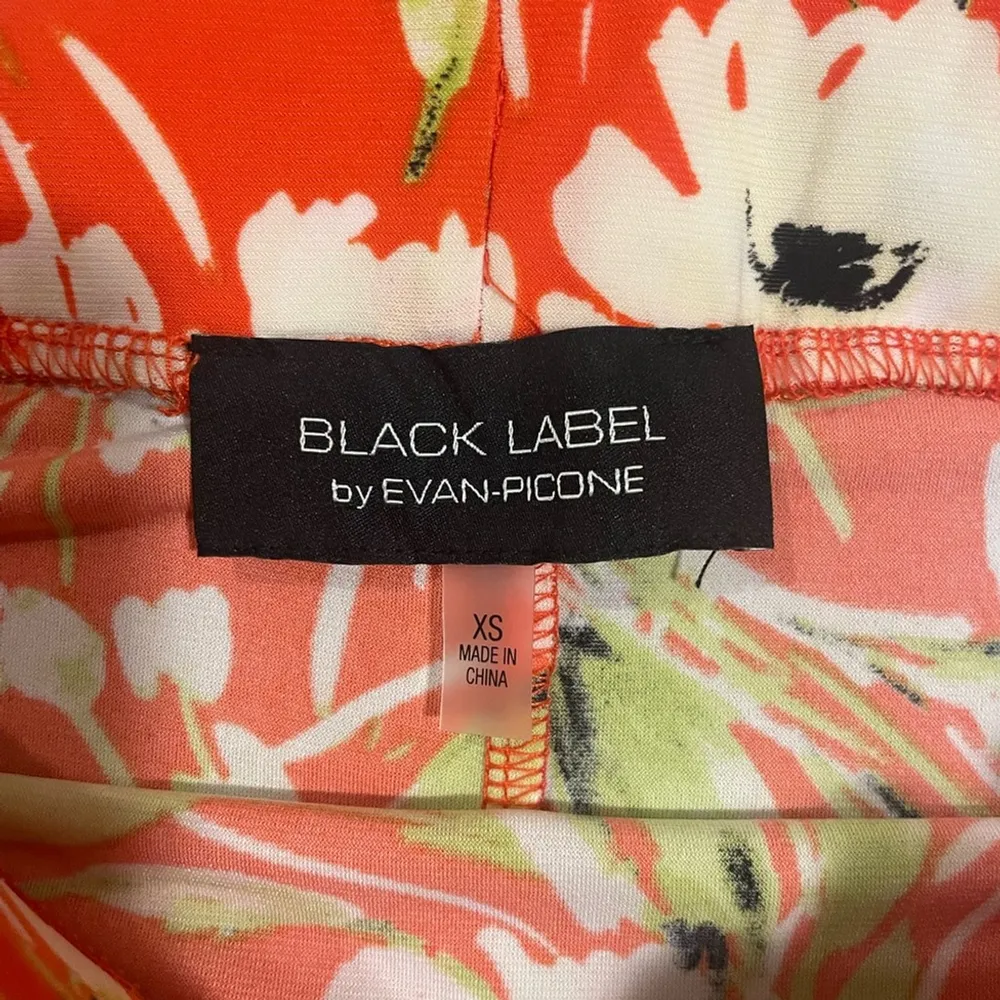 BLACK LABEL
by EVAN-PICONE
XS
MADE IN
CHINA